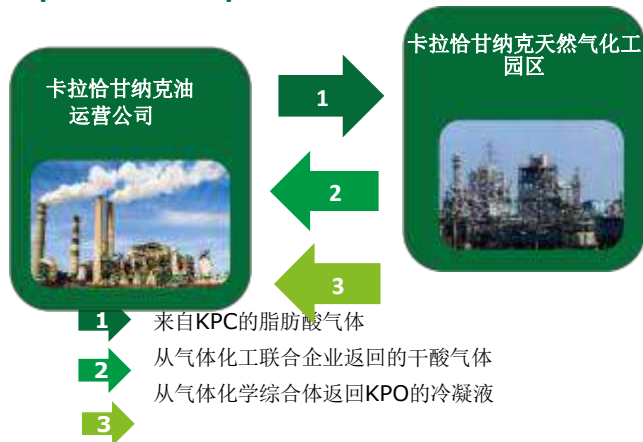 卡拉恰甘纳克油
运营公司
卡拉恰甘纳克天然气化工
园区
1
2
3
1 来自KPC的脂肪酸气体
2 从气体化工联合企业返回的干酸气体
3 从气体化学综合体返回KPO的冷凝液